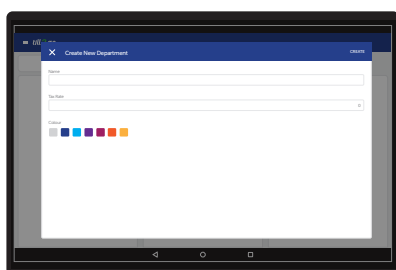 till
Create New Department
CREATE
Name
Tax Rate
Colour